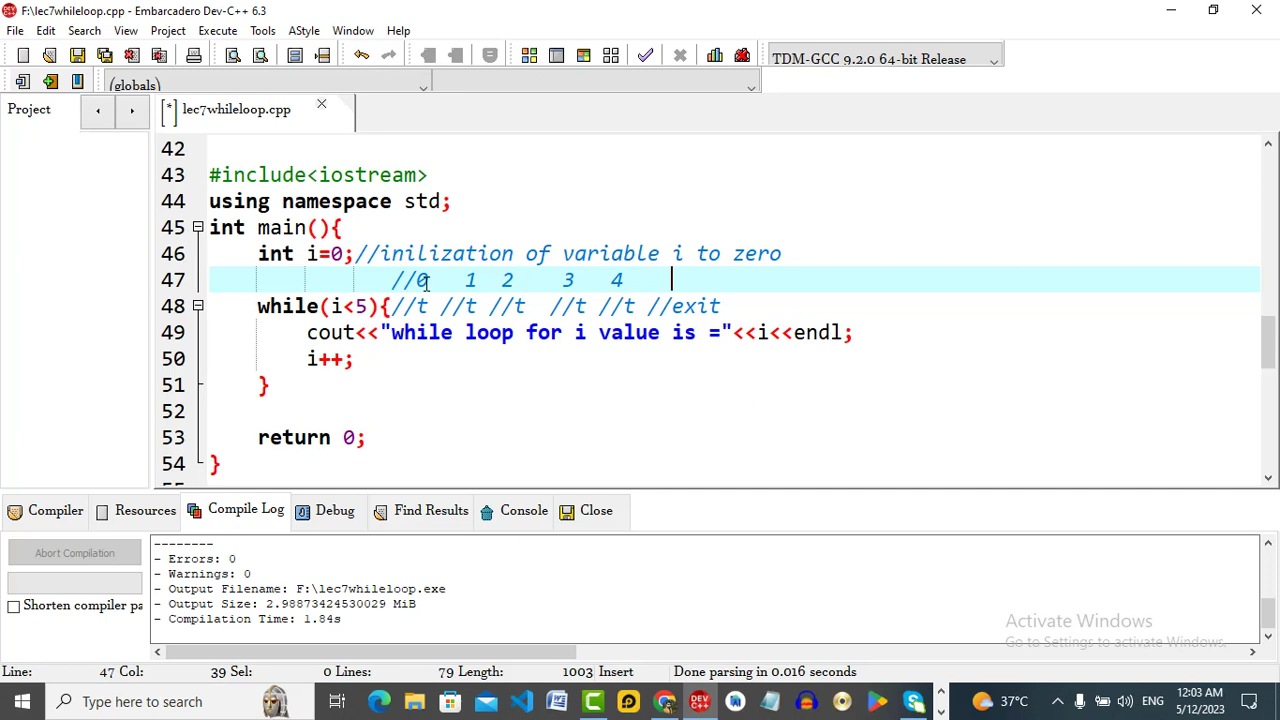 F:\lec7whileloop.cpp - Embarcadero Dev-C++ 6.3
File Edit Search View Project Execute Tools AStyle Window Help
TDM-GCC 9.2.0 64-bit Release
(globals)
Project
[*] lec7whileloop.cpp
42
43 #include<iostream>
44 using namespace std;
45 int main(){
46 int i=0;//inilization of variable i to zero
47 //0 1 2 3 4
48 while(i<5){//t //t //t //t //t //exit
49 cout<<"while loop for i value is ="<<i<<endl;
50 i++;
51 }
52
53 return 0;
54 }
Compiler Resources Compile Log Debug Find Results Console Close
Abort Compilation
Shorten compiler pa
--------
- Errors: 0
- Warnings: 0
- Output Filename: F:\lec7whileloop.exe
- Output Size: 2.98873424530029 MiB
- Compilation Time: 1.84s
Activate Windows
Go to Settings to activate Windows.
Line: 47 Col: 39 Sel: 0 Lines: 79 Length: 1003 Insert Done parsing in 0.016 seconds
Type here to search
37°C
ENG
12:03 AM
5/12/2023